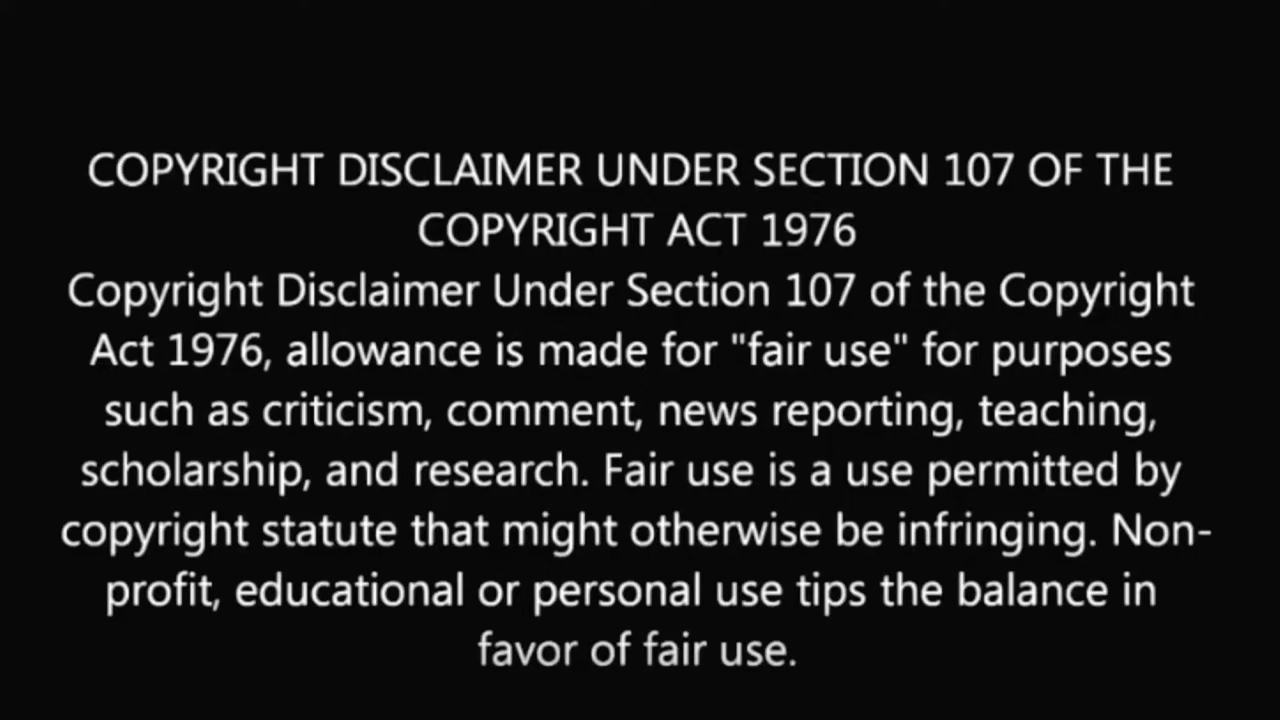 COPYRIGHT DISCLAIMER UNDER SECTION 107 OF THE
COPYRIGHT ACT 1976
Copyright Disclaimer Under Section 107 of the Copyright
Act 1976, allowance is made for "fair use" for purposes
such as criticism, comment, news reporting, teaching,
scholarship, and research. Fair use is a use permitted by
copyright statute that might otherwise be infringing. Non-
profit, educational or personal use tips the balance in
favor of fair use.